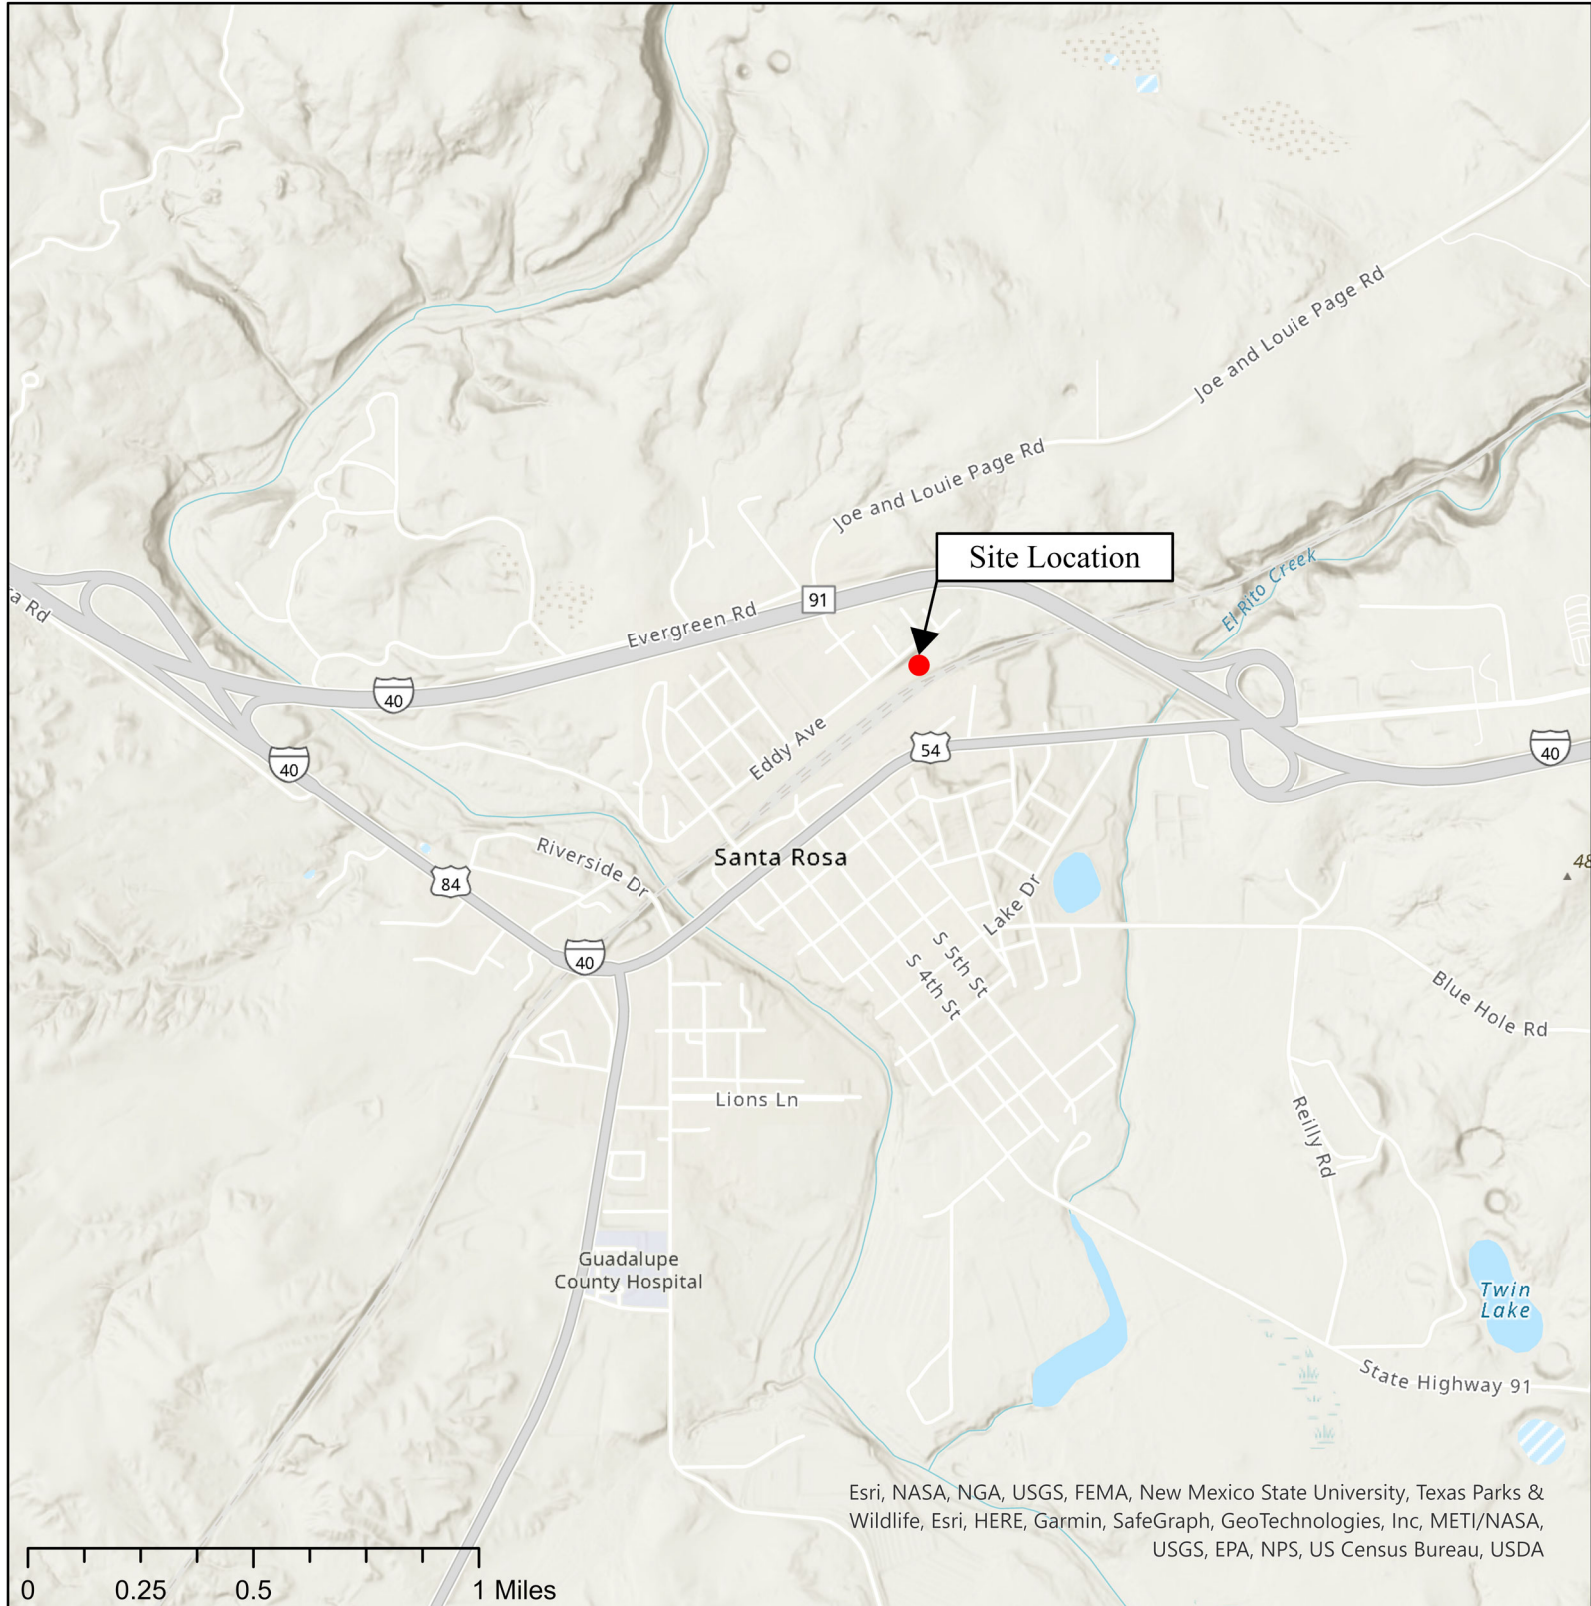 Joe and Louie Page Rd
Joe and Louie Page Rd
Site Location
El Rito Creek
91
Evergreen Rd
a Rd
40
Eddy Ave
54
40
40
Riverside Dr
Santa Rosa
84
48
Lake Dr
40
S 5th St
S 4th St
Blue Hole Rd
Lions Ln
Reilly Rd
Guadalupe
County Hospital
Twin
Lake
State Highway 91
Esri, NASA, NGA, USGS, FEMA, New Mexico State University, Texas Parks &
Wildlife, Esri, HERE, Garmin, SafeGraph, GeoTechnologies, Inc, METI/NASA,
USGS, EPA, NPS, US Census Bureau, USDA
0 0.25 0.5 1 Miles